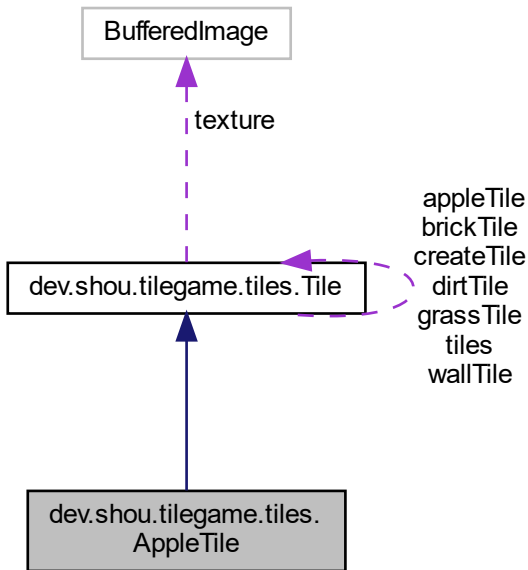 BufferedImage
texture
appleTile
brickTile
createTile
dirtTile
grassTile
tiles
wallTile
dev.shou.tilegame.tiles.Tile
dev.shou.tilegame.tiles.
AppleTile